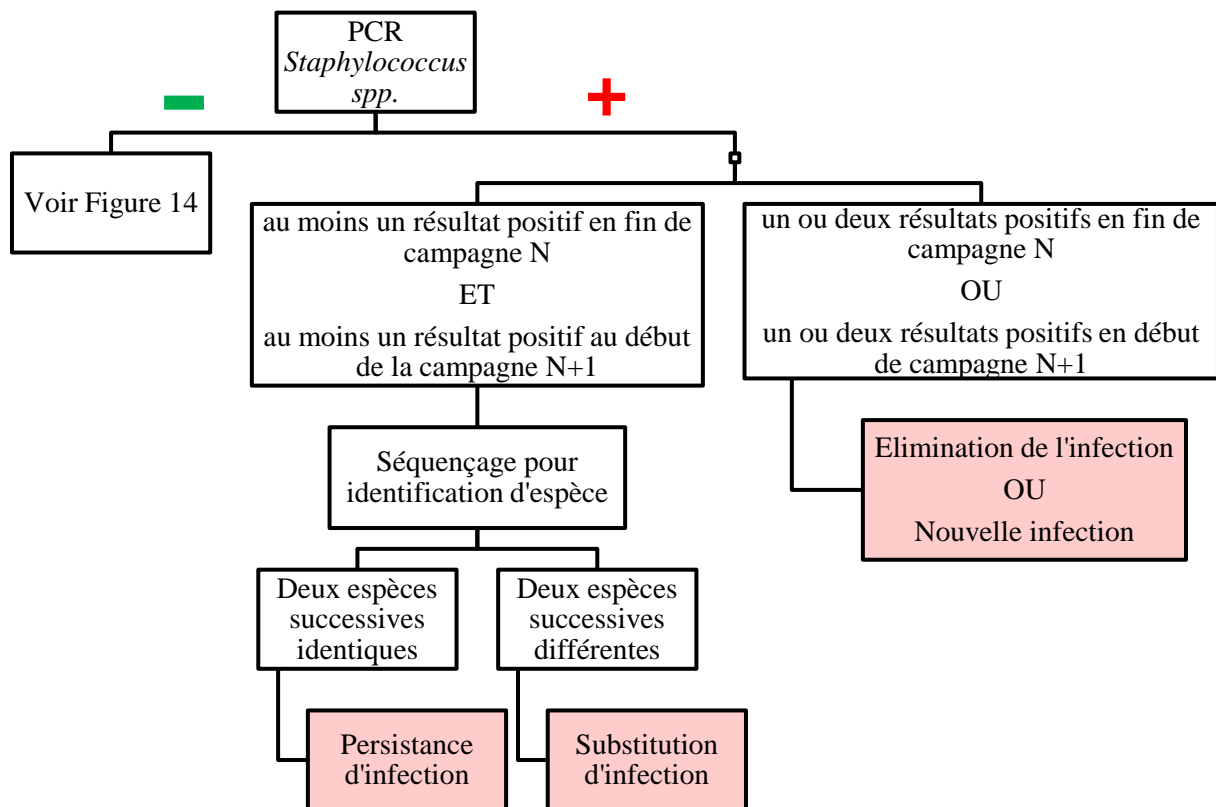 PCR
Staphylococcus
spp.
Voir Figure 14
au moins un résultat positif en fin de
campagne N
ET
au moins un résultat positif au début
de la campagne N+1
un ou deux résultats positifs en fin de
campagne N
OU
un ou deux résultats positifs en début
de campagne N+1
Séquençage pour
identification d'espèce
Elimination de l'infection
OU
Nouvelle infection
Deux espèces
successives
identiques
Deux espèces
successives
différentes
Persistance
d'infection
Substitution
d'infection